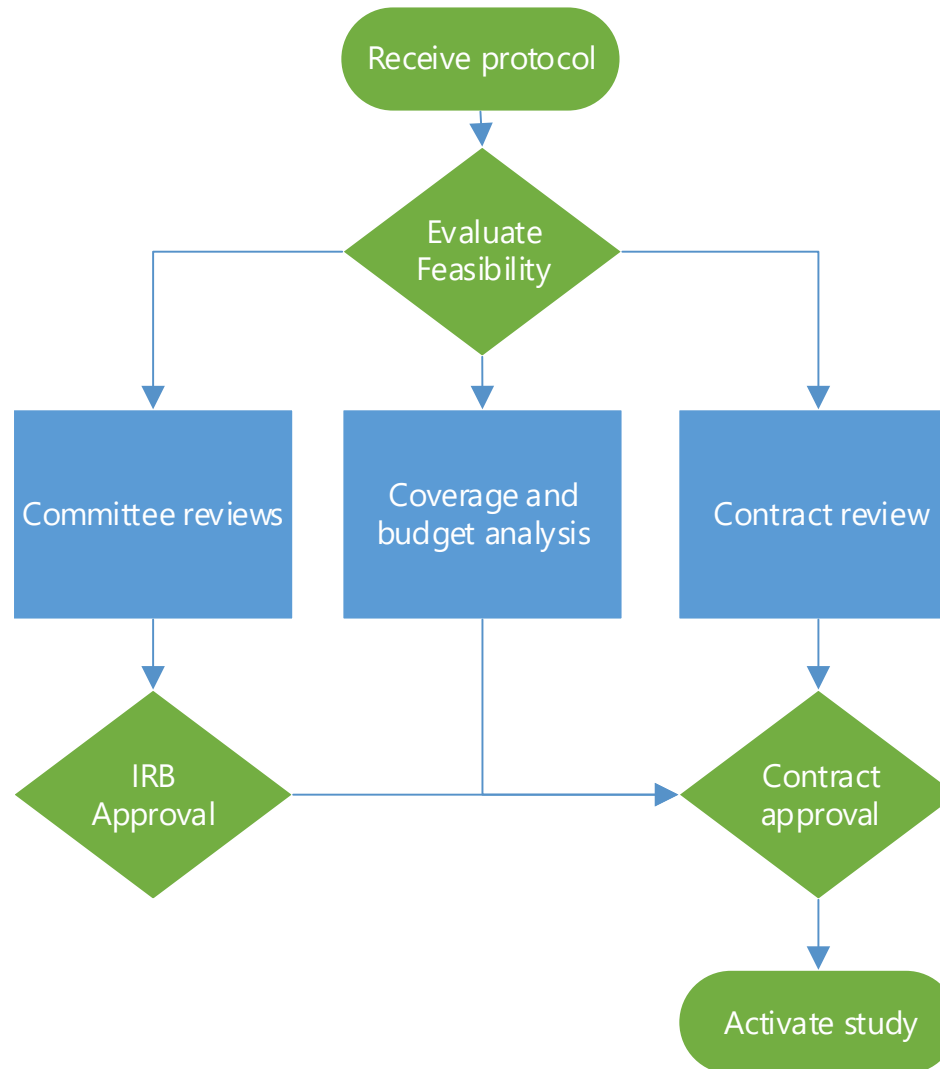 Receive protocol
Evaluate
Feasibility
Committee reviews
Coverage and
budget analysis
Contract review
IRB
Approval
Contract
approval
Activate study